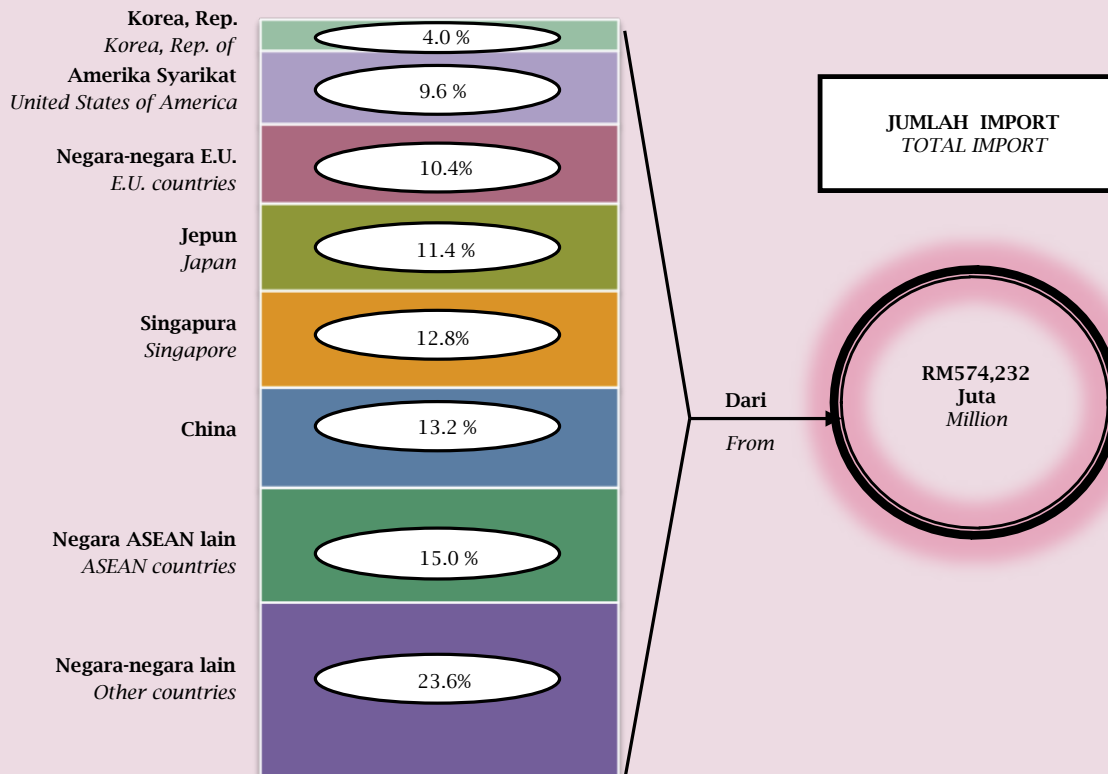 Korea, Rep.
Korea, Rep. of
4.0 %
Amerika Syarikat
United States of America
9.6 %
Negara-negara E.U.
E.U. countries
10.4%
Jepun
Japan
11.4 %
Singapura
Singapore
12.8%
China
13.2 %
Negara ASEAN lain
ASEAN countries
15.0 %
Negara-negara lain
Other countries
23.6%
Dari
From
JUMLAH IMPORT
TOTAL IMPORT
RM574,232
Juta
Million